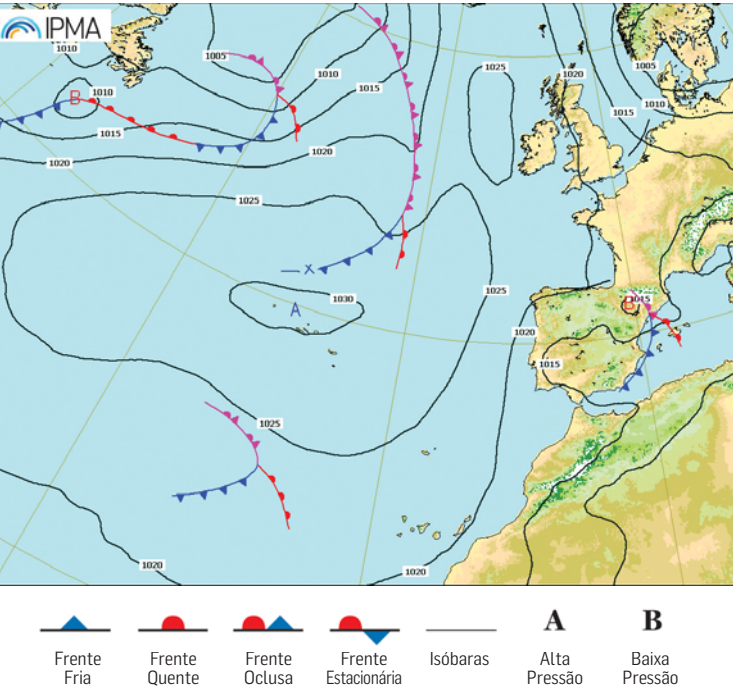 IPMA
1010
1005
1010
1015
1025
1020
1005
1010
1015
B
1010
1015
1020
1020
1025
x
A
1030
1025
B
1015
1020
1015
1025
1020
1020
A
B
Frente
Fria
Frente
Quente
Frente
Oclusa
Frente
Estacionária
Isóbaras
Alta
Pressão
Baixa
Pressão